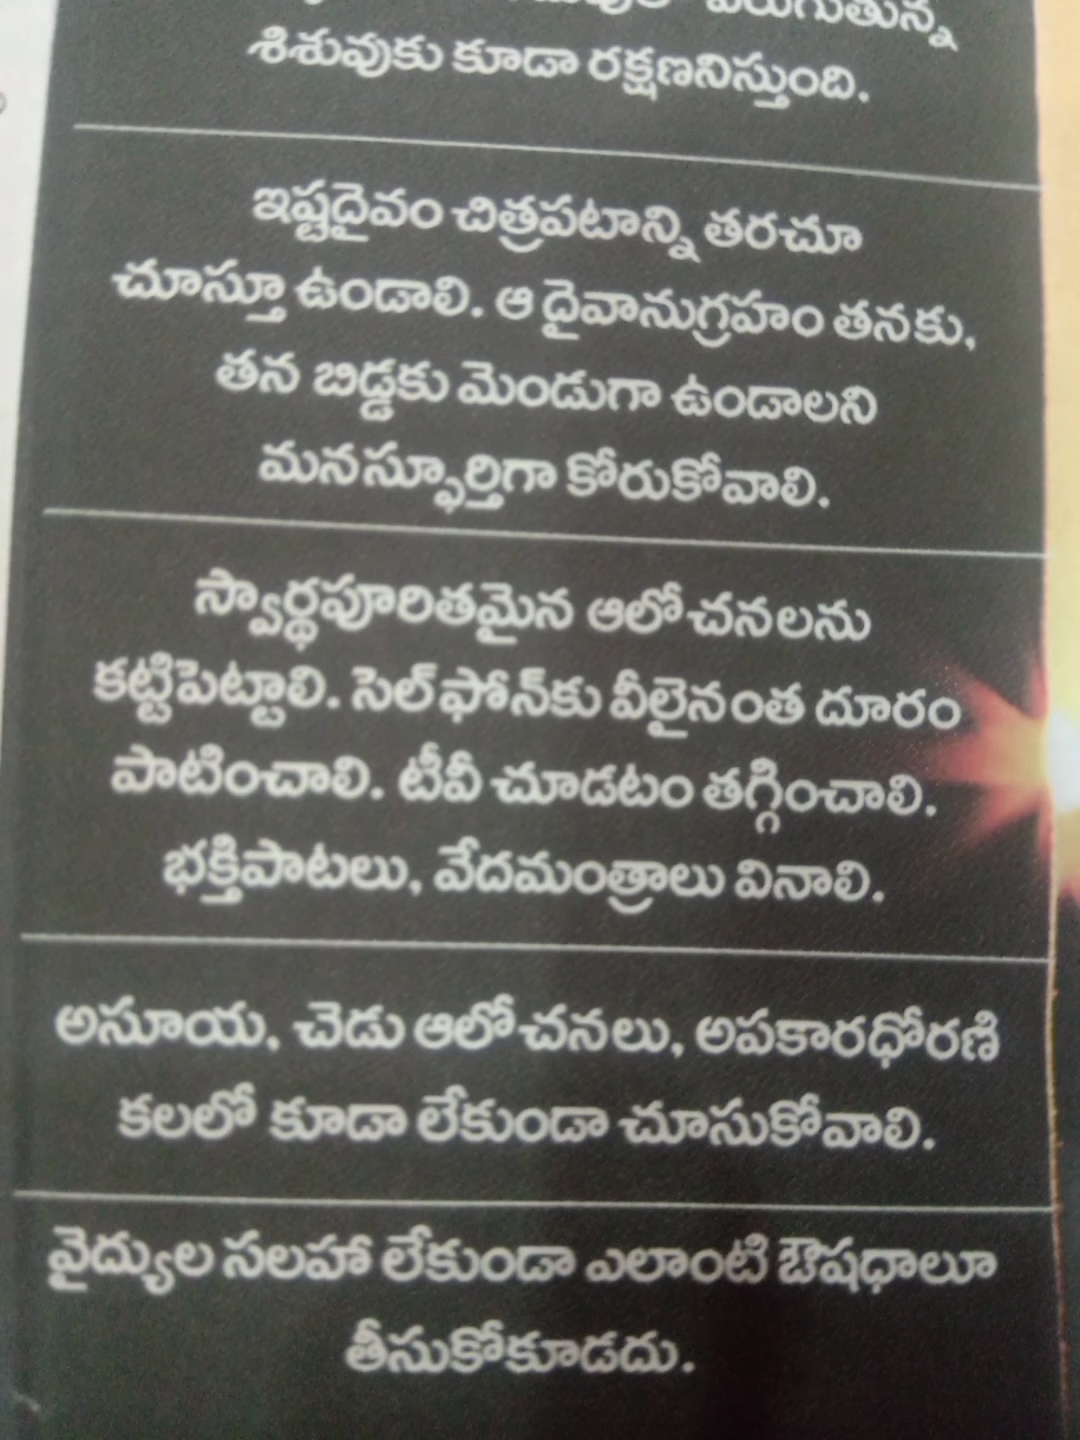 పెరుగుతున్న
శిశువుకు కూడా రక్షణనిస్తుంది.
ఇష్టదైవం చిత్రపటాన్ని తరచూ
చూస్తూ ఉండాలి. ఆ దైవానుగ్రహం తనకు,
తన బిడ్డకు మెండుగా ఉండాలని
మనస్ఫూర్తిగా కోరుకోవాలి.
స్వార్థపూరితమైన ఆలోచనలను
కట్టిపెట్టాలి. సెల్‌ఫోన్‌కు వీలైనంత దూరం
పాటించాలి. టీవీ చూడటం తగ్గించాలి.
భక్తిపాటలు, వేదమంత్రాలు వినాలి.
అసూయ, చెడు ఆలోచనలు, అపకారధోరణి
కలలో కూడా లేకుండా చూసుకోవాలి.
వైద్యుల సలహా లేకుండా ఎలాంటి ఔషధాలూ
తీసుకోకూడదు.